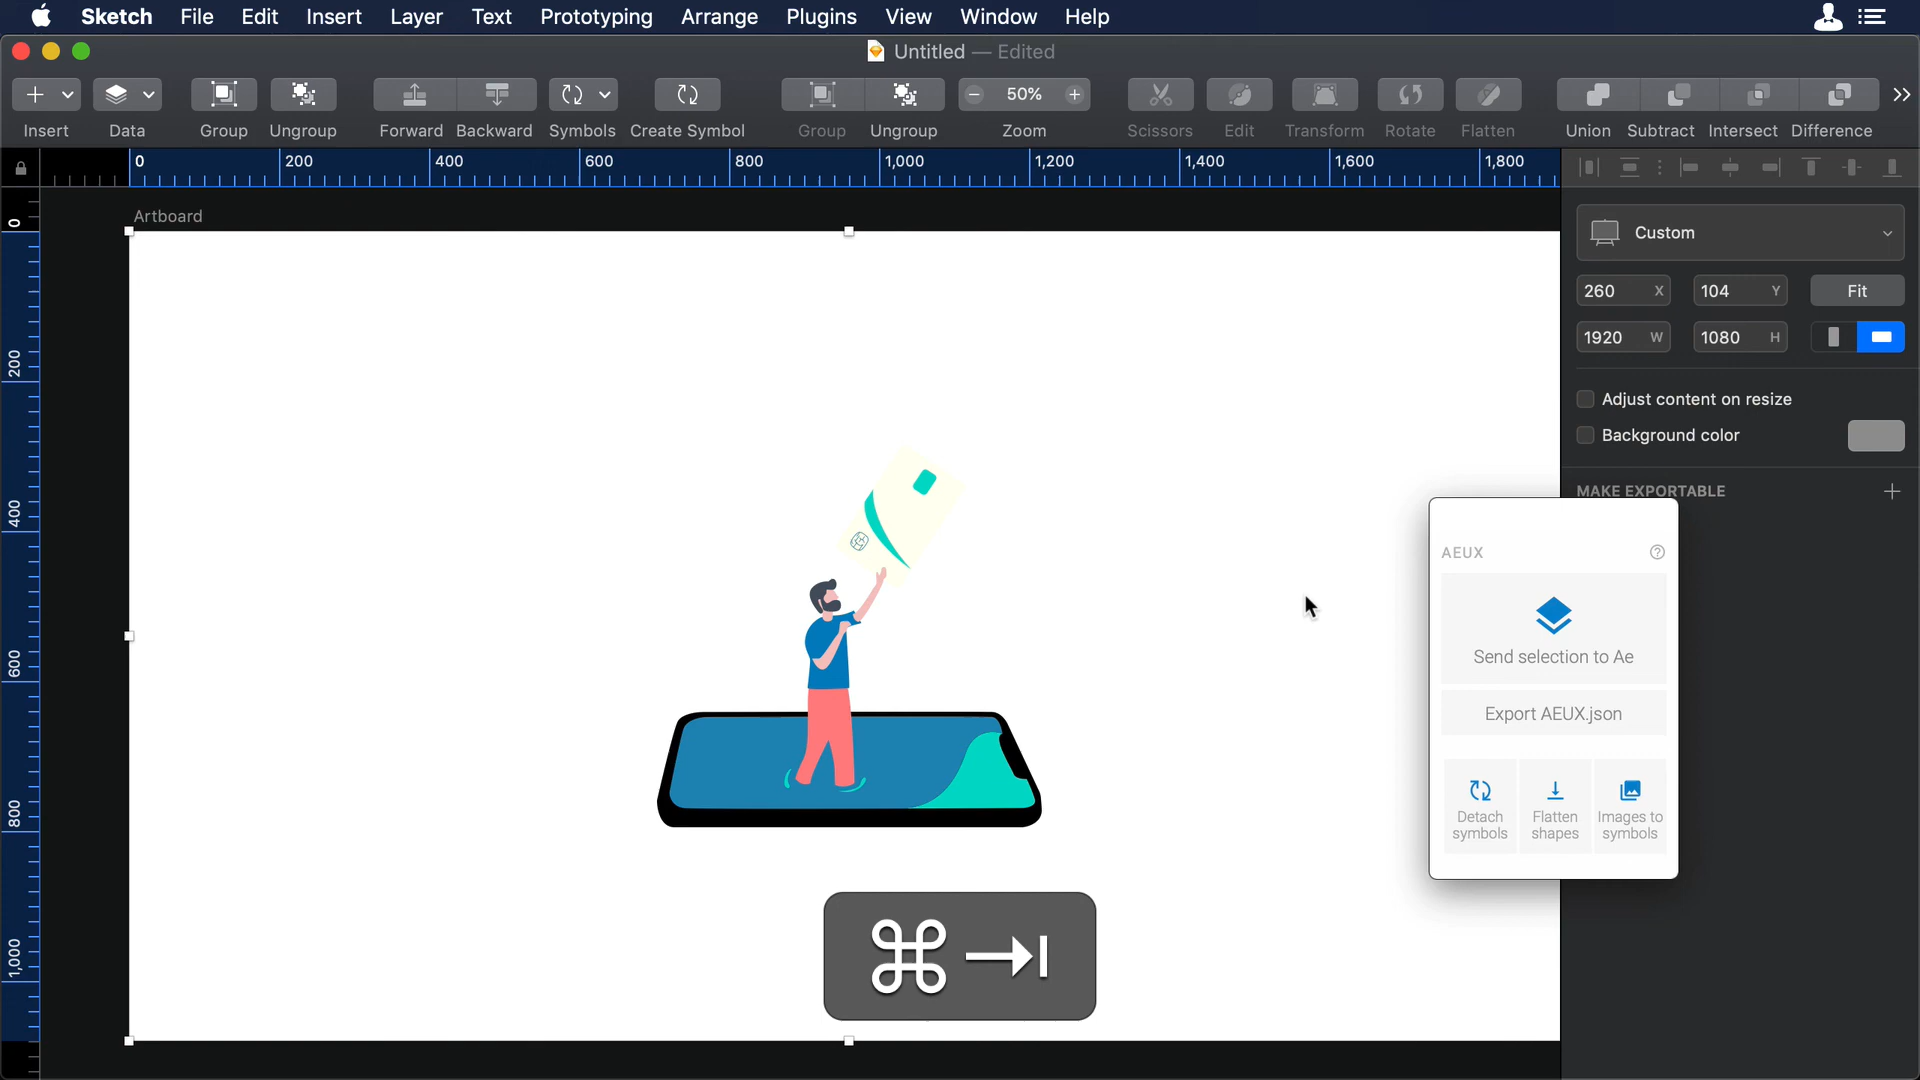 Sketch File Edit Insert Layer Text Prototyping Arrange Plugins View Window Help
Untitled — Edited
50%
Insert Data Group Ungroup Forward Backward Symbols Create Symbol Group Ungroup Zoom Scissors Edit Transform Rotate Flatten Union Subtract Intersect Difference
0 200 400 600 800 1,000 1,200 1,400 1,600 1,800
0
200
400
600
800
1,000
Artboard
Custom
260 X 104 Y Fit
1920 W 1080 H
Adjust content on resize
Background color
MAKE EXPORTABLE
AEUX
Send selection to Ae
Export AEUX.json
Detach symbols
Flatten shapes
Images to symbols